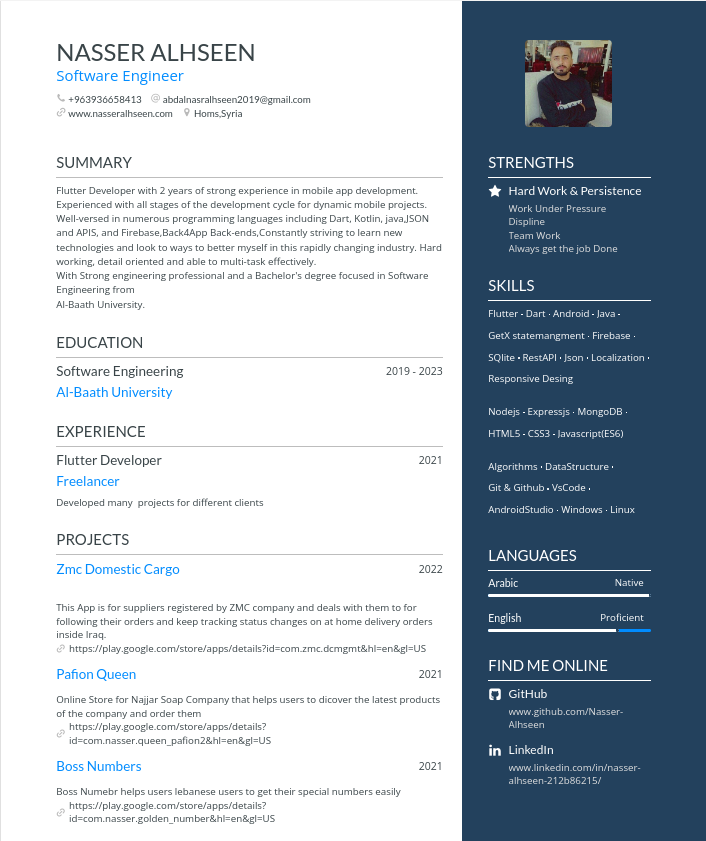 NASSER ALHSEEN
Software Engineer
+963936658413 abdalnasralhseen2019@gmail.com
www.nasseralhseen.com Homs,Syria
SUMMARY
Flutter Developer with 2 years of strong experience in mobile app development.
Experienced with all stages of the development cycle for dynamic mobile projects.
Well-versed in numerous programming languages including Dart, Kotlin, java,JSON
and APIS, and Firebase,Back4App Back-ends,Constantly striving to learn new
technologies and look to ways to better myself in this rapidly changing industry. Hard
working, detail oriented and able to multi-task effectively.
With Strong engineering professional and a Bachelor's degree focused in Software
Engineering from
Al-Baath University.
EDUCATION
Software Engineering 2019 - 2023
Al-Baath University
EXPERIENCE
Flutter Developer 2021
Freelancer
Developed many projects for different clients
PROJECTS
Zmc Domestic Cargo 2022
This App is for suppliers registered by ZMC company and deals with them to for
following their orders and keep tracking status changes on at home delivery orders
inside Iraq.
https://play.google.com/store/apps/details?id=com.zmc.dcmgmt&hl=en&gl=US
Pafion Queen 2021
Online Store for Najjar Soap Company that helps users to dicover the latest products
of the company and order them
https://play.google.com/store/apps/details?
id=com.nasser.queen_pafion2&hl=en&gl=US
Boss Numbers 2021
Boss Numebr helps users lebanese users to get their special numbers easily
https://play.google.com/store/apps/details?
id=com.nasser.golden_number&hl=en&gl=US
STRENGTHS
Hard Work & Persistence
Work Under Pressure
Displine
Team Work
Always get the job Done
SKILLS
Flutter · Dart · Android · Java ·
GetX statemangment · Firebase ·
SQlite · RestAPI · Json · Localization ·
Responsive Desing
Nodejs · Expressjs · MongoDB ·
HTML5 · CSS3 · Javascript(ES6)
Algorithms · DataStructure ·
Git & Github · VsCode ·
AndroidStudio · Windows · Linux
LANGUAGES
Arabic Native
English Proficient
FIND ME ONLINE
GitHub
www.github.com/Nasser-
Alhseen
LinkedIn
www.linkedin.com/in/nasser-
alhseen-212b86215/